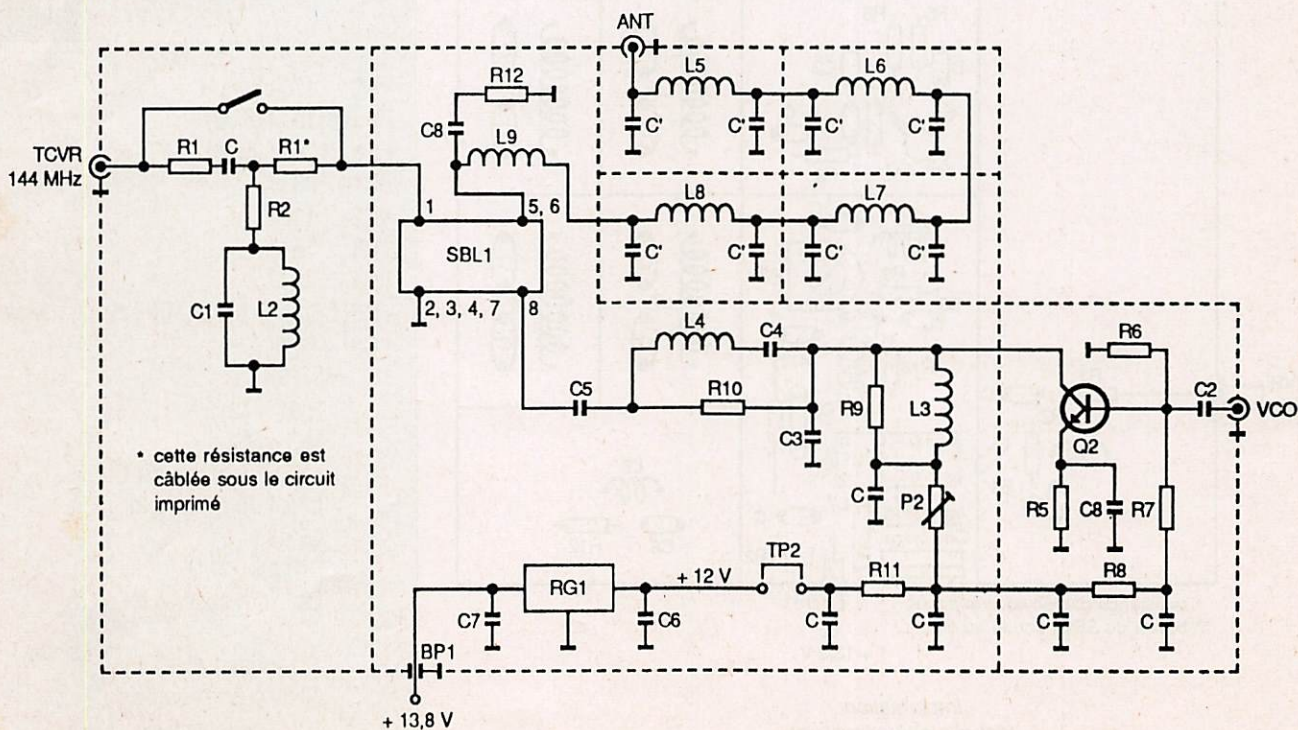 ANT
L5
L6
R12
C8
L9
C'
C'
C'
C'
TCVR
144 MHz
R1
C
R1*
R2
1
5, 6
SBL1
2, 3, 4, 7
8
L8
L7
C'
C'
C'
C'
C1
L2
L4
C4
C5
R10
C3
R9
L3
C
P2
R6
C2
VCO
Q2
R5
C8
R7
* cette résistance est
câblée sous le circuit
imprimé
TP2
+ 12 V
RG1
R11
R8
C7
C6
C
C
C
C
BP1
+ 13,8 V